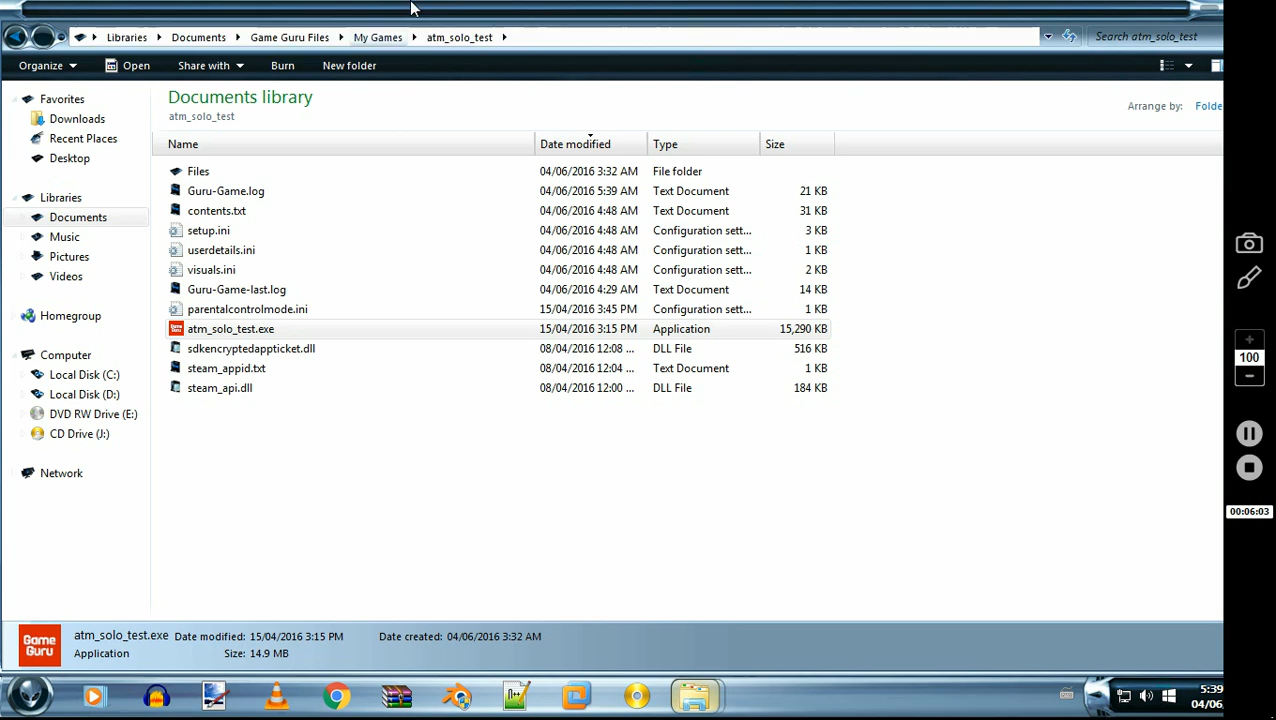 Libraries Documents Game Guru Files My Games atm_solo_test Search atm_solo_test
Organize Open Share with Burn New folder
Favorites
Downloads
Recent Places
Desktop
Libraries
Documents
Music
Pictures
Videos
Homegroup
Computer
Local Disk (C:)
Local Disk (D:)
DVD RW Drive (E:)
CD Drive (J:)
Network
Documents library
atm_solo_test
Arrange by: Folde
Name Date modified Type Size
Files 04/06/2016 3:32 AM File folder
Guru-Game.log 04/06/2016 5:39 AM Text Document 21 KB
contents.txt 04/06/2016 4:48 AM Text Document 31 KB
setup.ini 04/06/2016 4:48 AM Configuration sett... 3 KB
userdetails.ini 04/06/2016 4:48 AM Configuration sett... 1 KB
visuals.ini 04/06/2016 4:48 AM Configuration sett... 2 KB
Guru-Game-last.log 04/06/2016 4:29 AM Text Document 14 KB
parentalcontrolmode.ini 15/04/2016 3:45 PM Configuration sett... 1 KB
atm_solo_test.exe 15/04/2016 3:15 PM Application 15,290 KB
sdkencryptedappticket.dll 08/04/2016 12:08 ... DLL File 516 KB
steam_appid.txt 08/04/2016 12:04 ... Text Document 1 KB
steam_api.dll 08/04/2016 12:00 ... DLL File 184 KB
100
00:06:03
Game
Guru
atm_solo_test.exe Date modified: 15/04/2016 3:15 PM Date created: 04/06/2016 3:32 AM
Application Size: 14.9 MB
5:39
04/06/